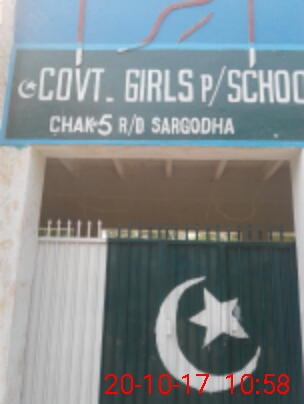 GOVT. GIRLS P/SCHOO
CHAK-5 R/D SARGODHA
20-10-17 10:58